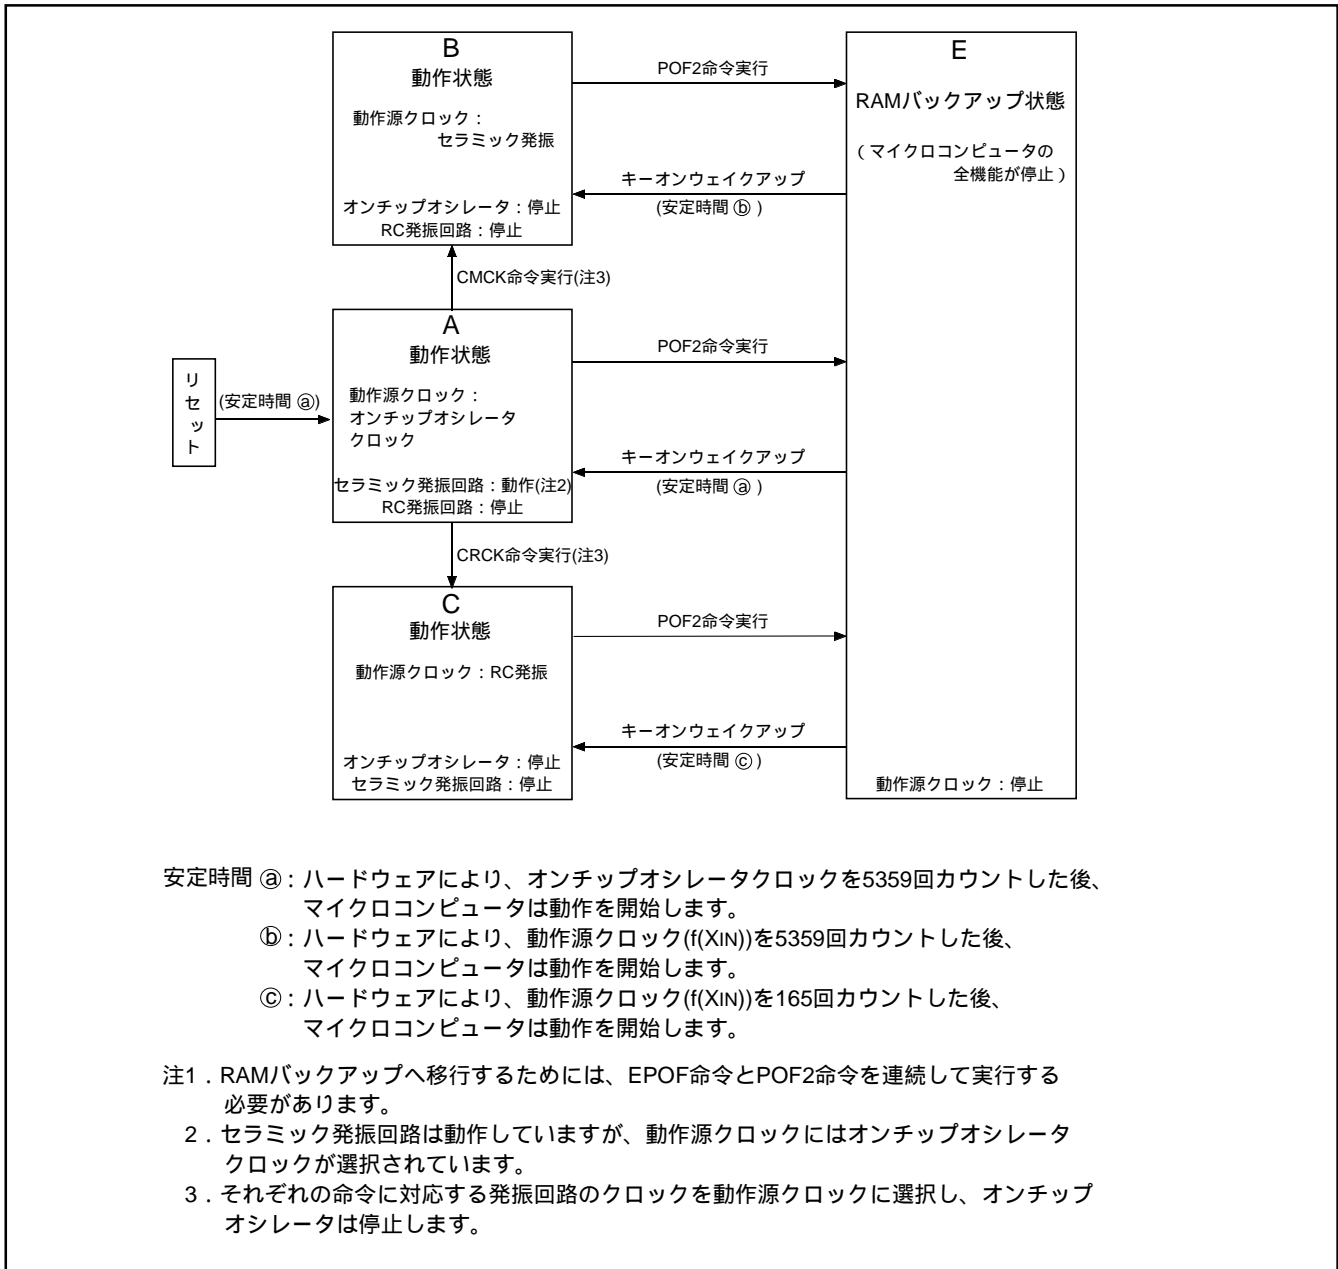 B
動作状態
動作源クロック：
セラミック発振
オンチップオシレータ：停止
RC発振回路：停止
POF2命令実行
キーオンウェイクアップ
(安定時間 ⓑ )
E
RAMバックアップ状態
(マイクロコンピュータの
全機能が停止)
CMCK命令実行(注3)
リセット
(安定時間 ⓐ)
A
動作状態
動作源クロック：
オンチップオシレータ
クロック
セラミック発振回路：動作(注2)
RC発振回路：停止
POF2命令実行
キーオンウェイクアップ
(安定時間 ⓐ )
CRCK命令実行(注3)
C
動作状態
動作源クロック：RC発振
オンチップオシレータ：停止
セラミック発振回路：停止
POF2命令実行
キーオンウェイクアップ
(安定時間 ⓒ )
動作源クロック：停止
安定時間 ⓐ：ハードウェアにより、オンチップオシレータクロックを5359回カウントした後、
マイクロコンピュータは動作を開始します。
ⓑ：ハードウェアにより、動作源クロック(f(XIN))を5359回カウントした後、
マイクロコンピュータは動作を開始します。
ⓒ：ハードウェアにより、動作源クロック(f(XIN))を165回カウントした後、
マイクロコンピュータは動作を開始します。
注1．RAMバックアップへ移行するためには、EPOF命令とPOF2命令を連続して実行する
必要があります。
2．セラミック発振回路は動作していますが、動作源クロックにはオンチップオシレータ
クロックが選択されています。
3．それぞれの命令に対応する発振回路のクロックを動作源クロックに選択し、オンチップ
オシレータは停止します。